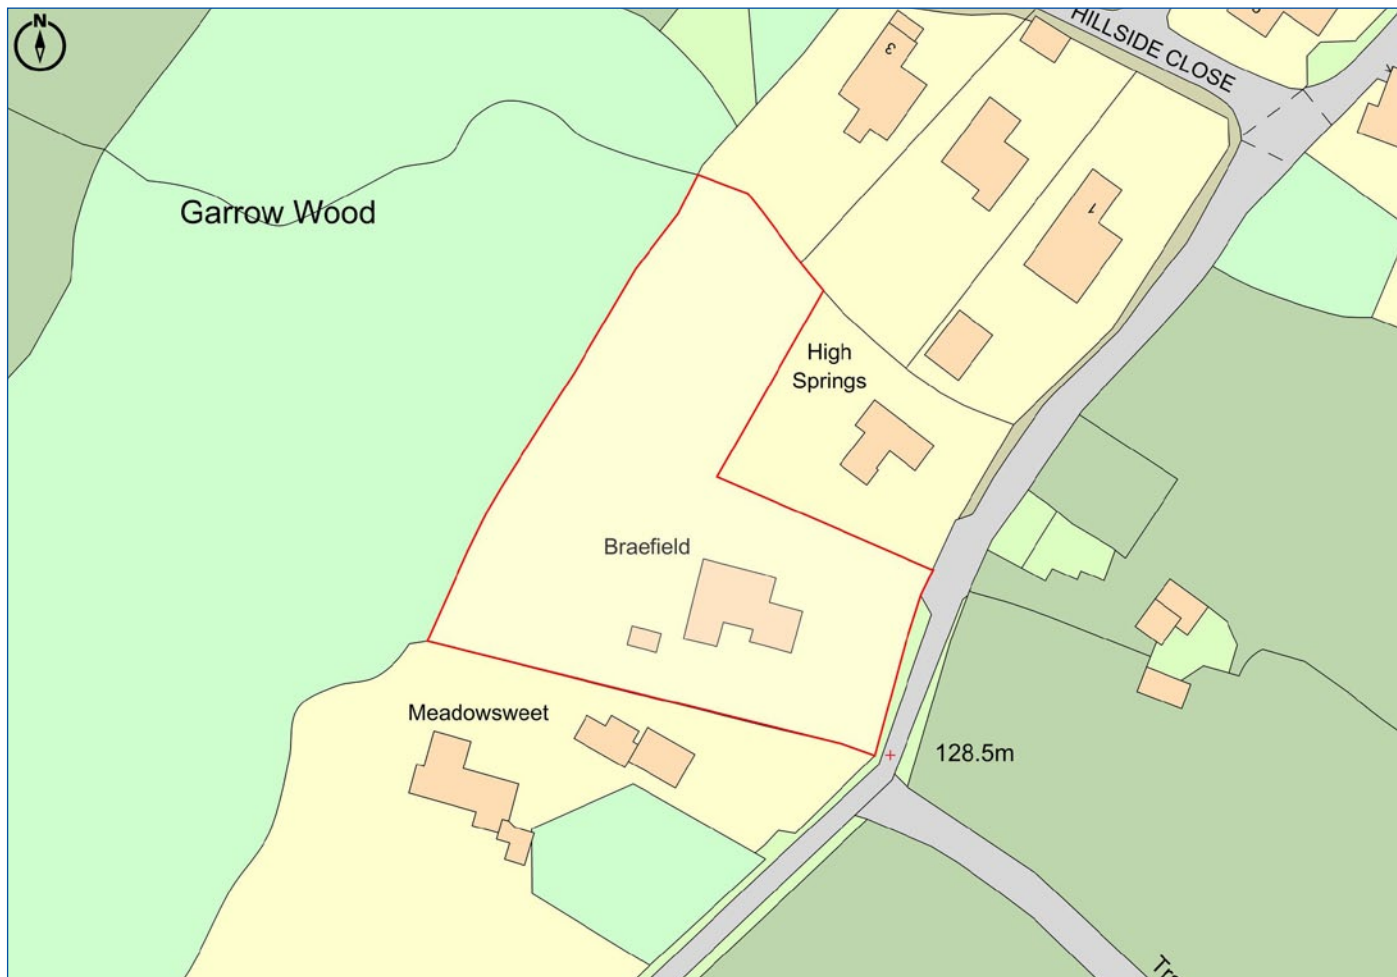 N
HILLSIDE CLOSE
3
1
Garrow Wood
High
Springs
Braefield
Meadowsweet
128.5m